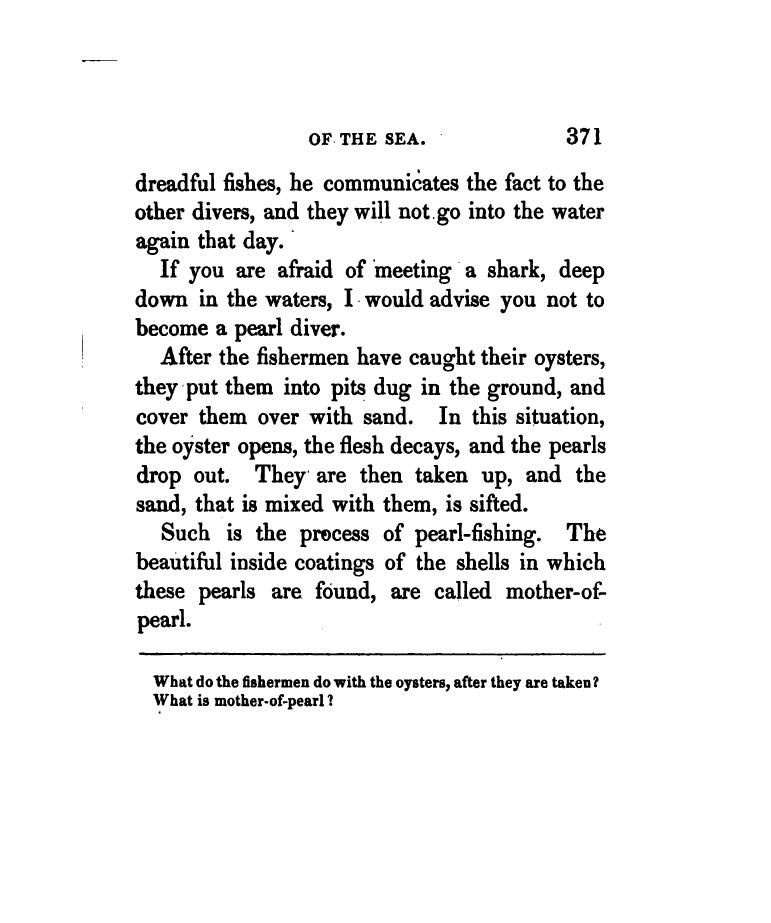 OF THE SEA. 371
dreadful fishes, he communicates the fact to the
other divers, and they will not go into the water
again that day.
If you are afraid of meeting a shark, deep
down in the waters, I would advise you not to
become a pearl diver.
After the fishermen have caught their oysters,
they put them into pits dug in the ground, and
cover them over with sand. In this situation,
the oyster opens, the flesh decays, and the pearls
drop out. They are then taken up, and the
sand, that is mixed with them, is sifted.
Such is the process of pearl-fishing. The
beautiful inside coatings of the shells in which
these pearls are found, are called mother-of-
pearl.
What do the fishermen do with the oysters, after they are taken?
What is mother-of-pearl?